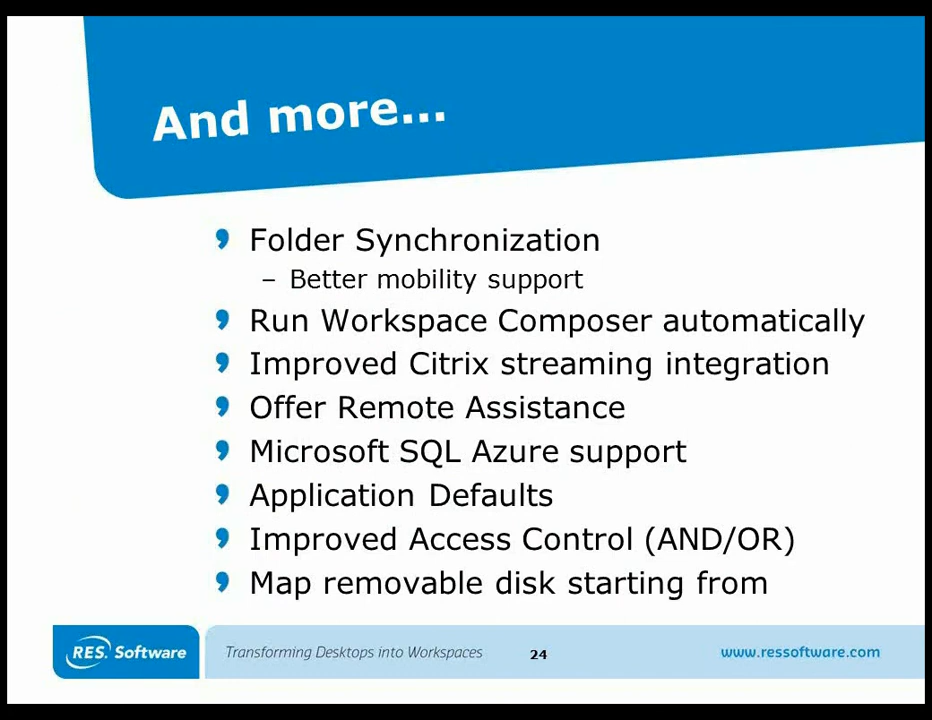 And more...
Folder Synchronization
– Better mobility support
Run Workspace Composer automatically
Improved Citrix streaming integration
Offer Remote Assistance
Microsoft SQL Azure support
Application Defaults
Improved Access Control (AND/OR)
Map removable disk starting from
RES. Software
Transforming Desktops into Workspaces
24
www.ressoftware.com